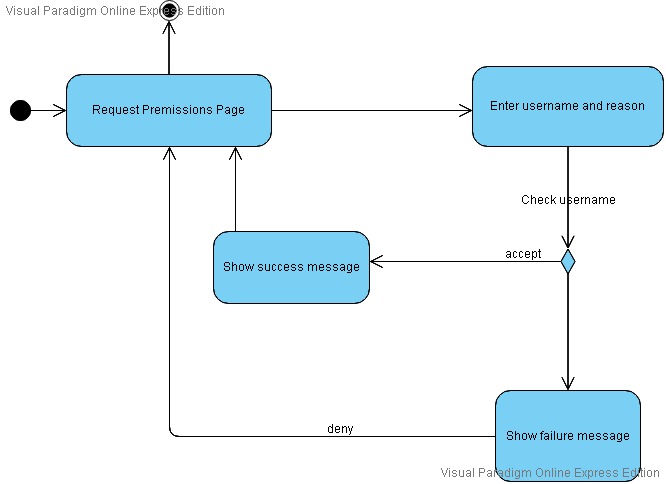 Visual Paradigm Online Express Edition
Request Premissions Page
Enter username and reason
Check username
accept
Show success message
deny
Show failure message
Visual Paradigm Online Express Edition